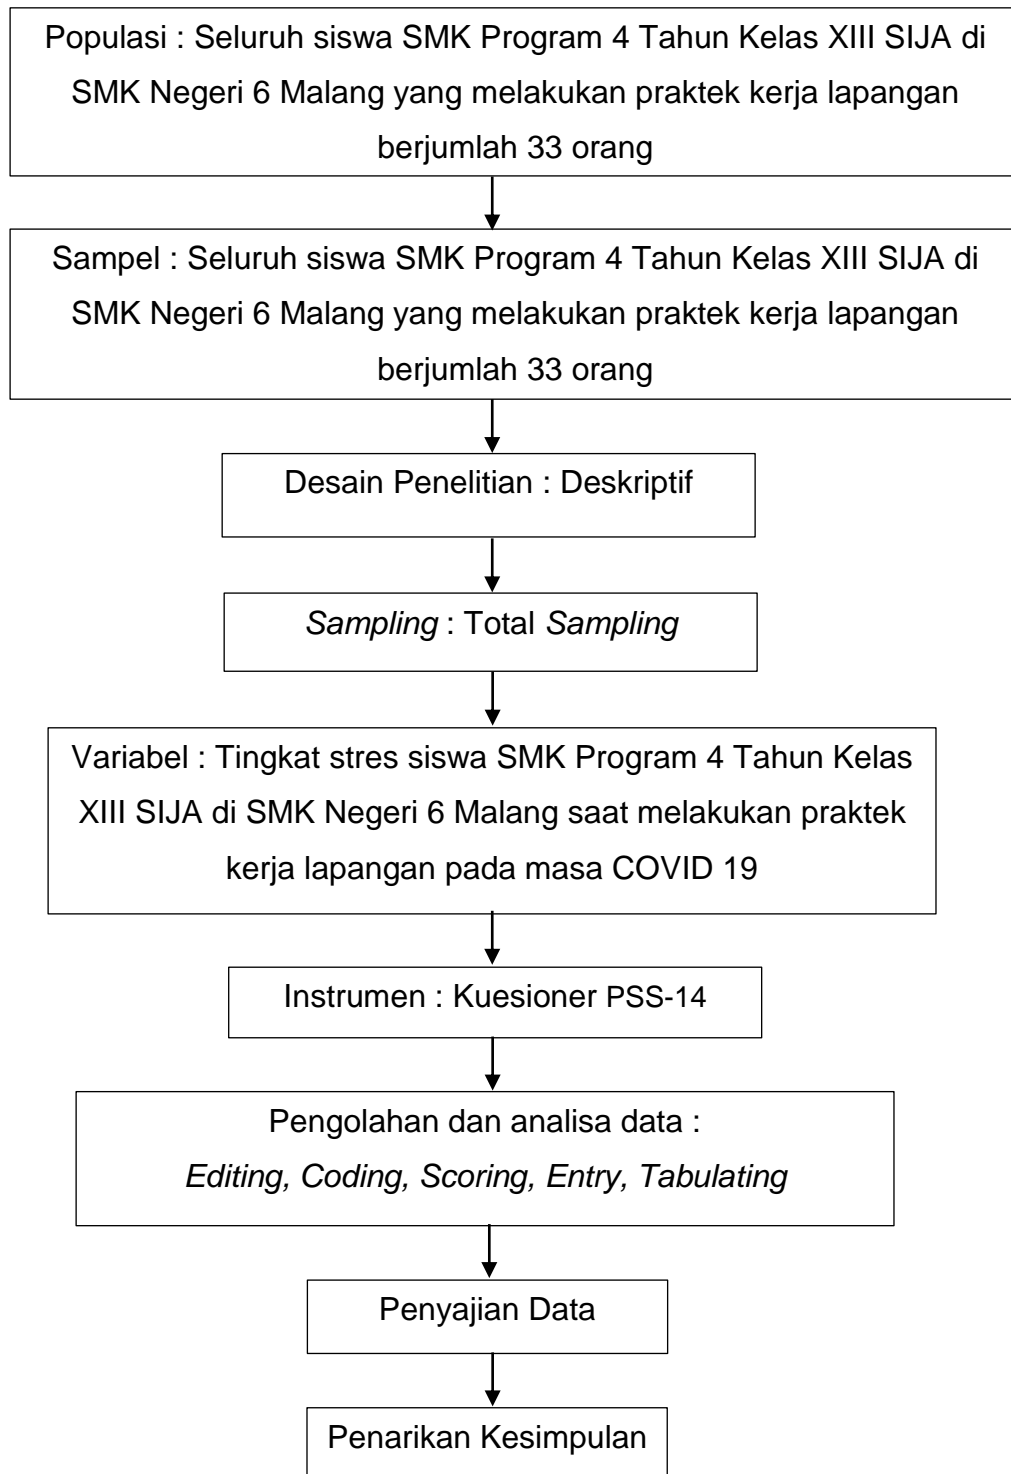 Populasi : Seluruh siswa SMK Program 4 Tahun Kelas XIII SIJA di
SMK Negeri 6 Malang yang melakukan praktek kerja lapangan
berjumlah 33 orang
Sampel : Seluruh siswa SMK Program 4 Tahun Kelas XIII SIJA di
SMK Negeri 6 Malang yang melakukan praktek kerja lapangan
berjumlah 33 orang
Desain Penelitian : Deskriptif
Sampling : Total Sampling
Variabel : Tingkat stres siswa SMK Program 4 Tahun Kelas
XIII SIJA di SMK Negeri 6 Malang saat melakukan praktek
kerja lapangan pada masa COVID 19
Instrumen : Kuesioner PSS-14
Pengolahan dan analisa data :
Editing, Coding, Scoring, Entry, Tabulating
Penyajian Data
Penarikan Kesimpulan